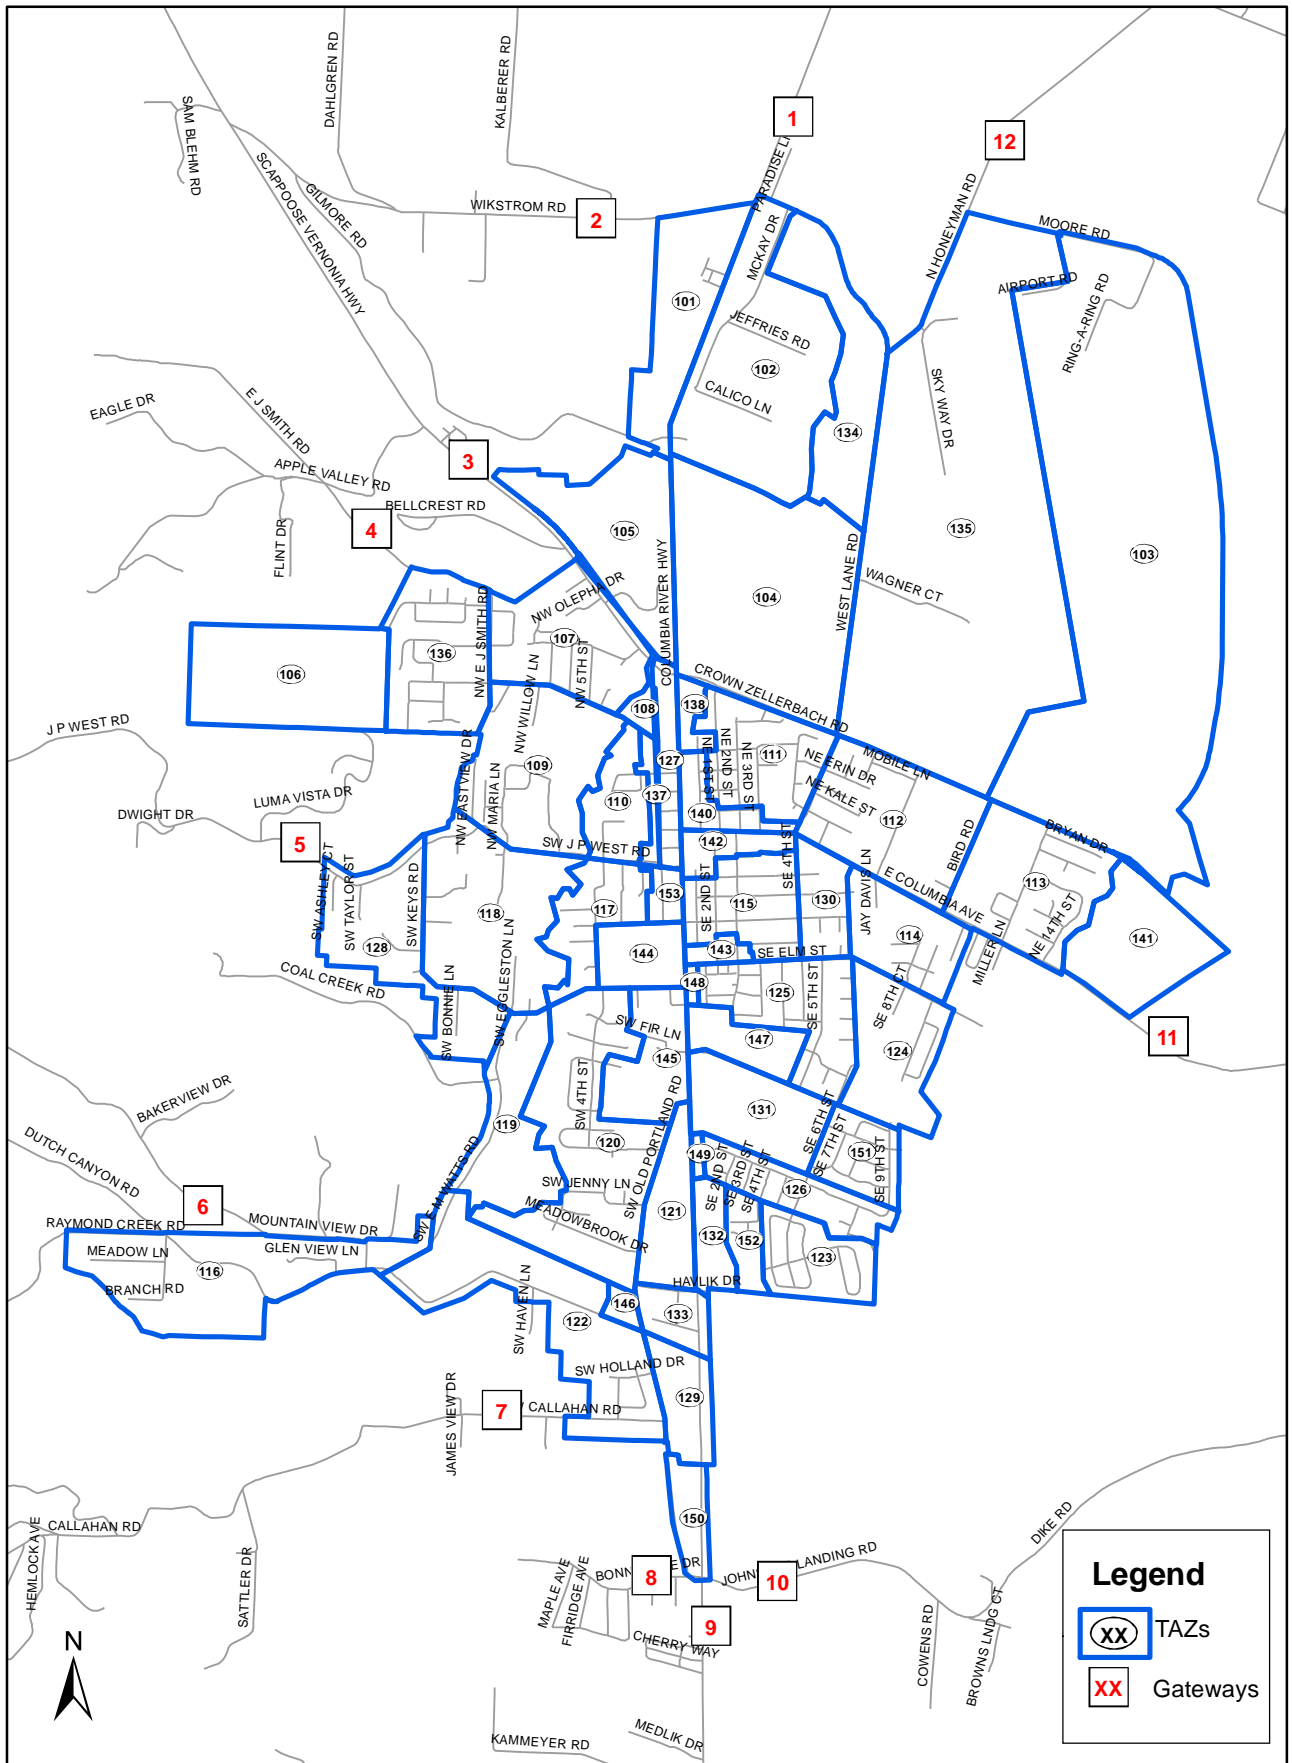 DAHLGREN RD
KALBERER RD
SAM BLEHM RD
1
12
PARADISE
SCAPPOOSE VERNONIA HWY
GILMORE RD
WIKSTROM RD
2
MCKAY DR
N HONEYMAN RD
MOORE RD
AIRPORT RD
RING-A-RING RD
101
JEFFRIES RD
102
CALICO LN
SKY WAY DR
134
EAGLE DR
E J SMITH RD
APPLE VALLEY RD
3
BELLCREST RD
4
FLINT DR
105
COLUMBIA RIVER HWY
135
103
WEST LANE RD
104
WAGNER CT
NW OLEPHA DR
107
136
NW E J SMITH RD
106
NW WILLOW LN
NW 5TH ST
CROWN ZELLERBACH RD
138
108
J P WEST RD
NW EASTVIEW DR
NW MARIA LN
109
127
NE 1ST ST
NE 2ND ST
NE 3RD ST
111
NE ERIN DR
MOBILE LN
NE KALE ST
112
137
110
140
LUMA VISTA DR
DWIGHT DR
5
SW J P WEST RD
142
SE 4TH ST
BIRD RD
BRYAN DR
SW ASHLEY CT
SW TAYLOR ST
SW KEYS RD
118
117
153
SE 2ND ST
115
130
JAY DAVIS LN
E COLUMBIA AVE
113
NE 14TH ST
MILLER LN
141
128
SW EGGLESTON LN
144
143
SE ELM ST
114
COAL CREEK RD
SW BONNIE LN
148
125
SE 5TH ST
SE 8TH CT
11
SW FIR LN
147
145
124
BAKERVIEW DR
SW 4TH ST
131
119
SW OLD PORTLAND RD
SE 6TH ST
SE 7TH ST
151
SE 9TH ST
120
149
SE 2ND ST
SE 3RD ST
SE 4TH ST
126
DUTCH CANYON RD
6
SW E M WATTS RD
SW JENNY LN
MEADOWBROOK DR
121
132
152
123
RAYMOND CREEK RD
MOUNTAIN VIEW DR
MEADOW LN
GLEN VIEW LN
116
BRANCH RD
HAVLIK DR
146
133
SW HAVEN LN
122
SW HOLLAND DR
129
JAMES VIEW DR
7
CALLAHAN RD
150
CALLAHAN RD
HEMLOCK AVE
SATTLER DR
MAPLE AVE
FIRRIDGE AVE
8
DR
10
LANDING RD
9
CHERRY WAY
DIKE RD
COWENS RD
BROWNS LNDG CT
KAMMEYER RD
MEDLIK DR
N
Legend
XX TAZs
XX Gateways